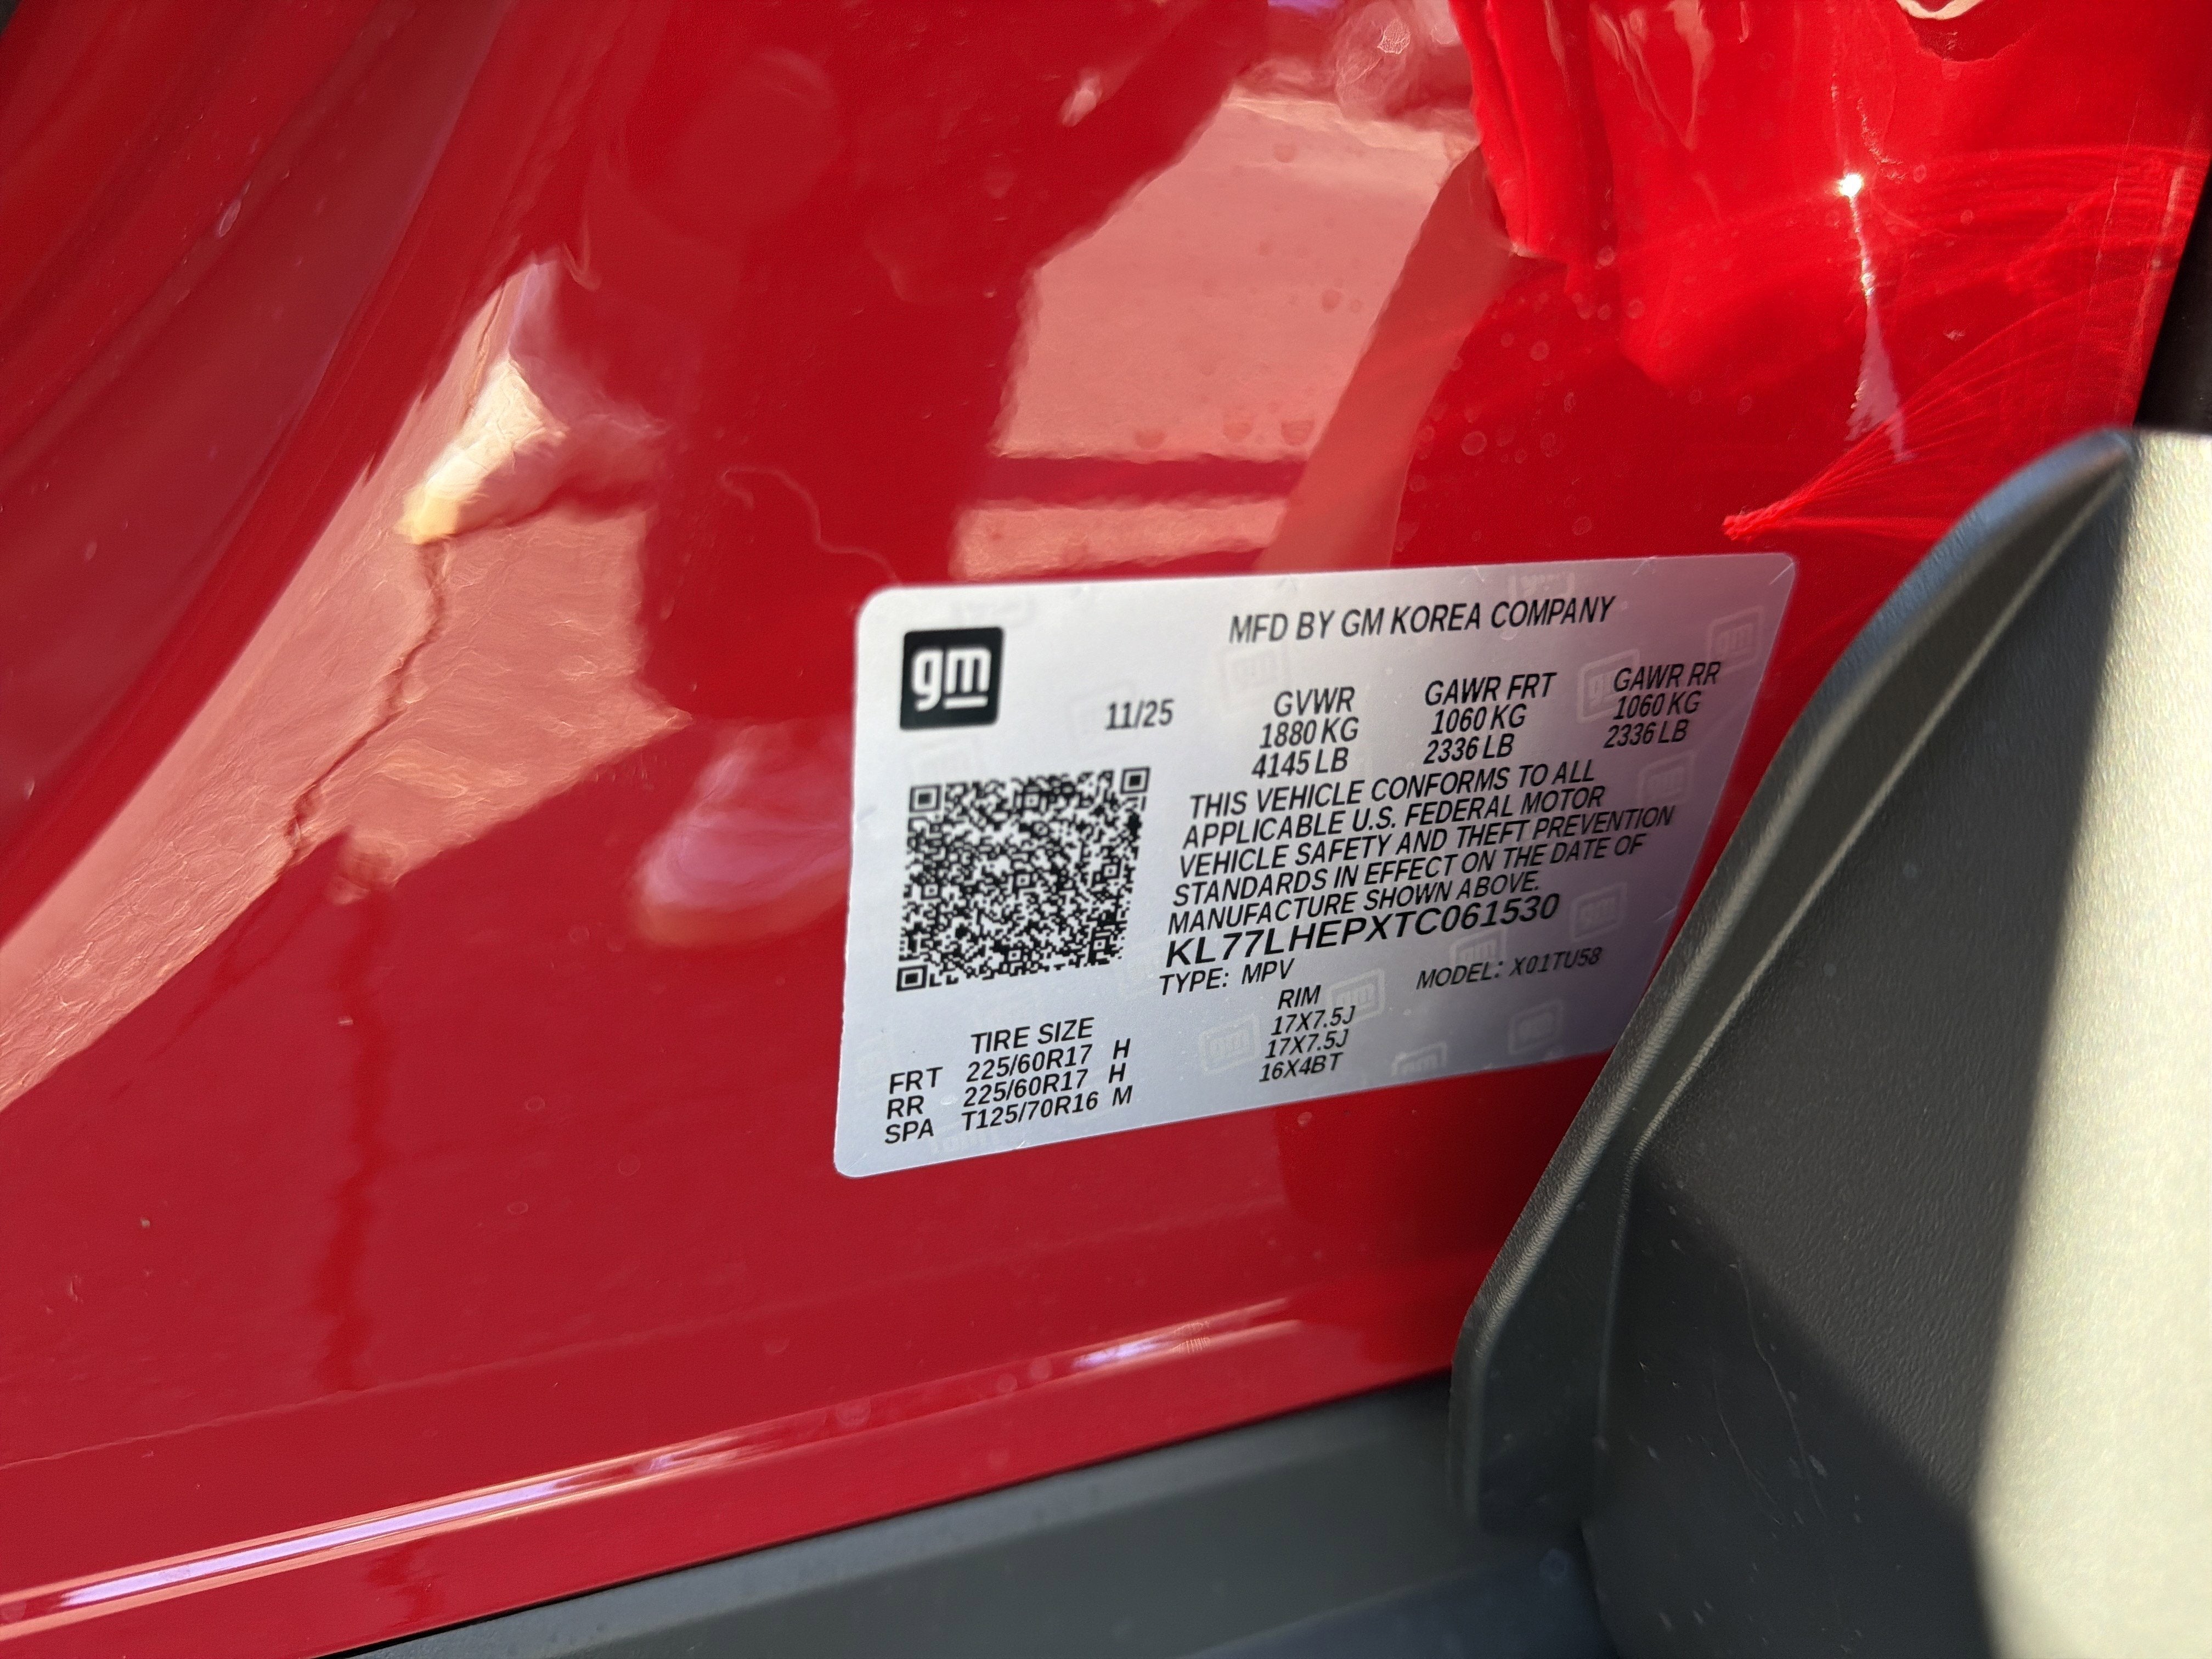 gm
MFD BY GM KOREA COMPANY
11/25
GVWR GAWR FRT GAWR RR
1880 KG 1060 KG 1060 KG
4145 LB 2336 LB 2336 LB
THIS VEHICLE CONFORMS TO ALL
APPLICABLE U.S. FEDERAL MOTOR
VEHICLE SAFETY AND THEFT PREVENTION
STANDARDS IN EFFECT ON THE DATE OF
MANUFACTURE SHOWN ABOVE.
KL77LHEPXTC061530
TYPE: MPV MODEL: X01TU58
TIRE SIZE RIM
FRT 225/60R17 H 17X7.5J
RR 225/60R17 H 17X7.5J
SPA T125/70R16 M 16X4BT